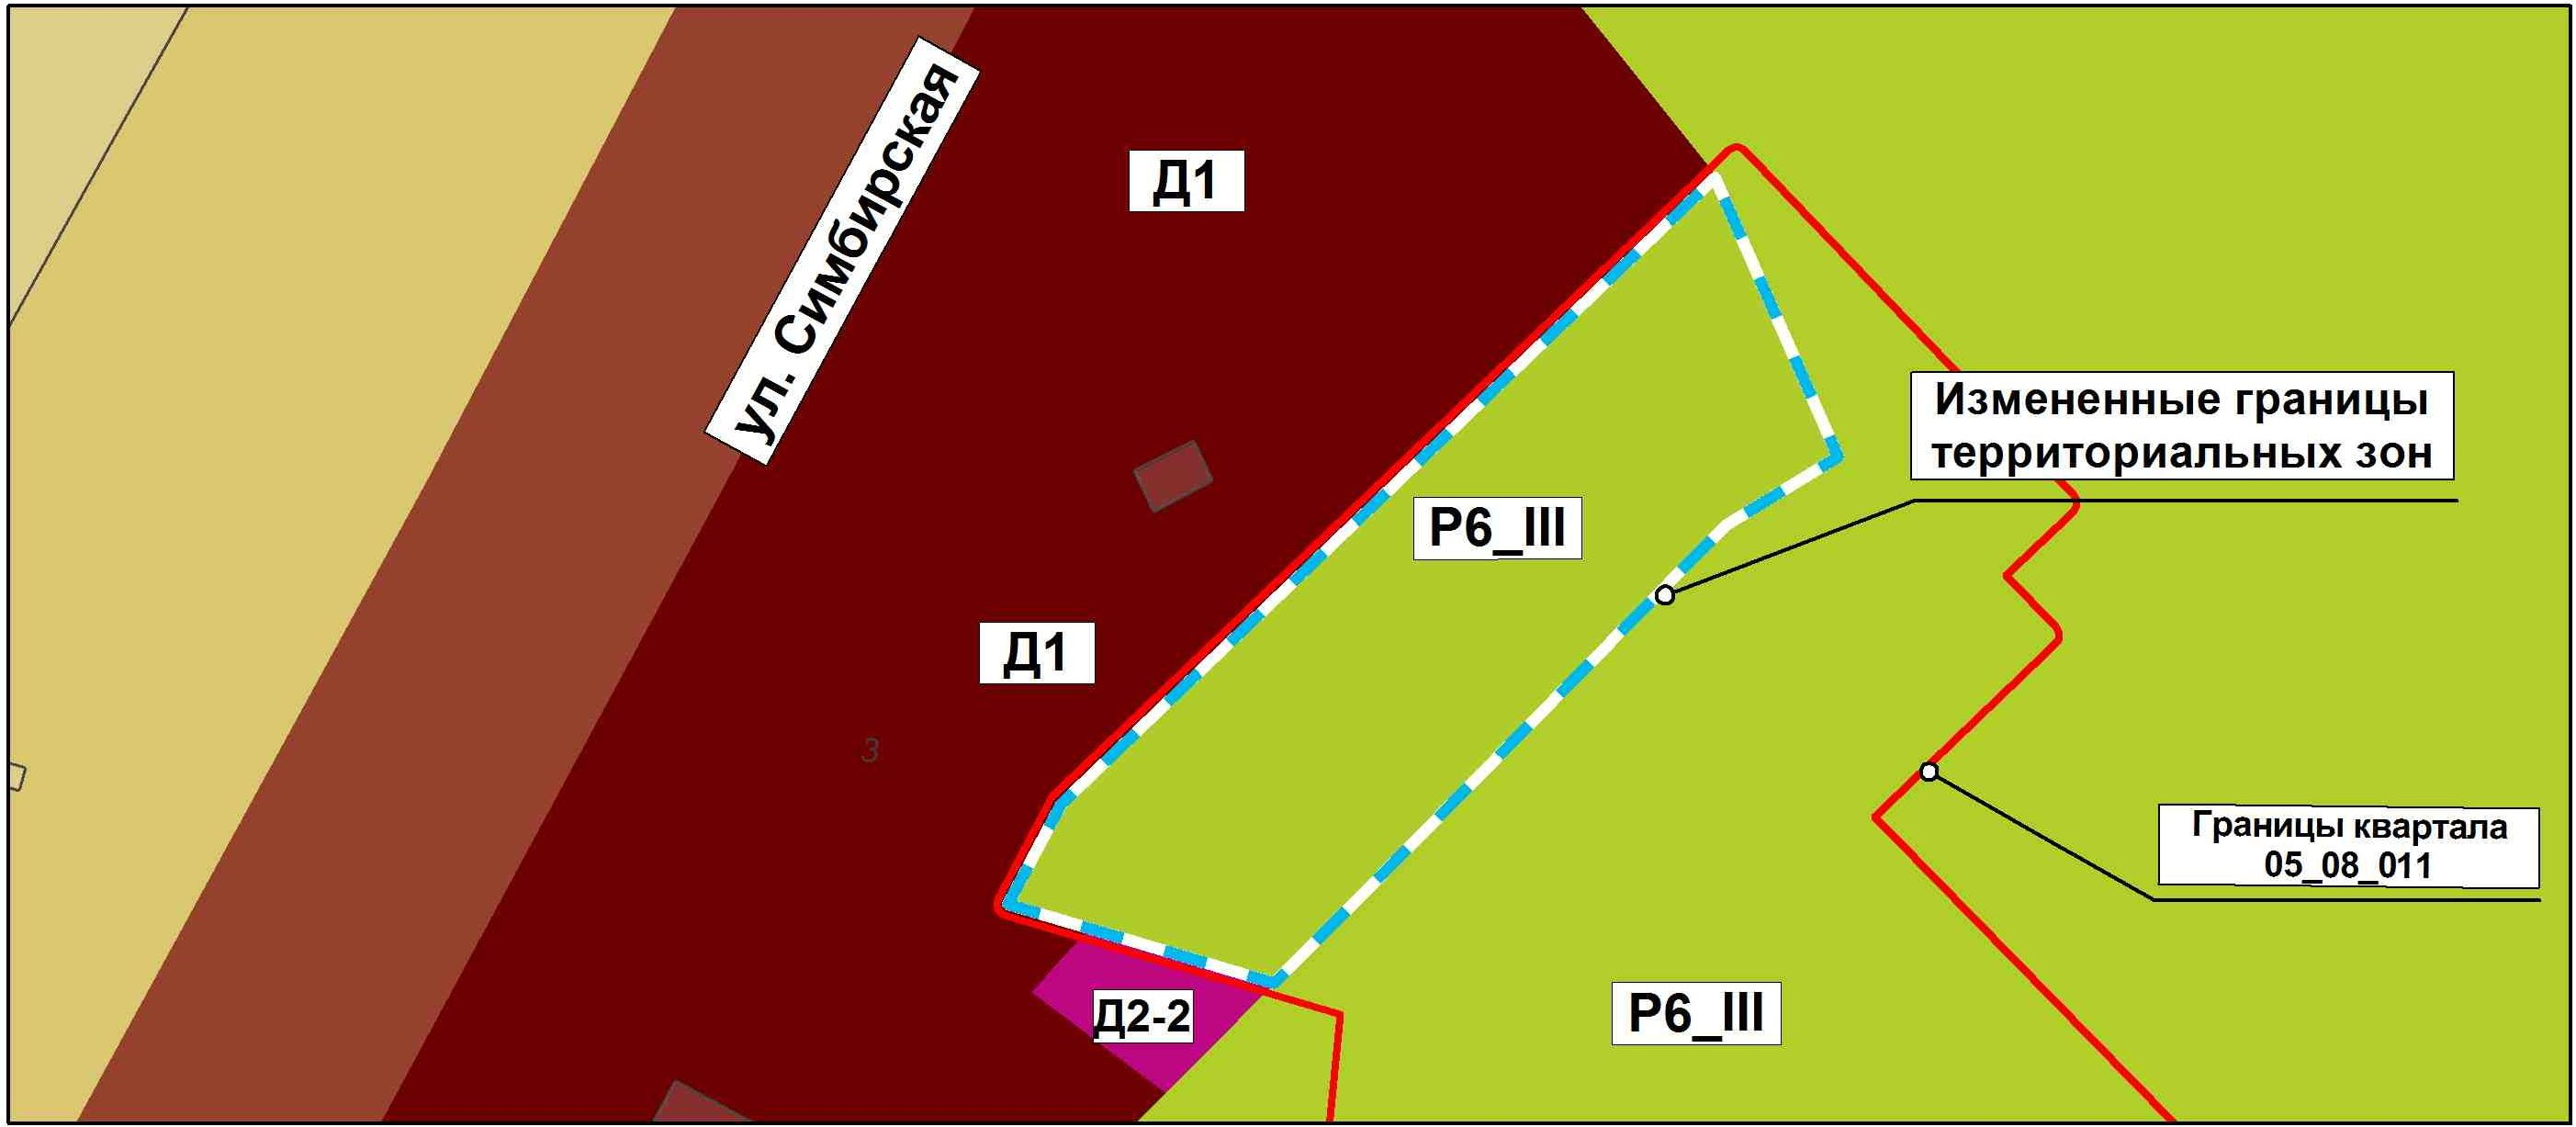 ул. Симбирская
Д1
Измененные границы
территориальных зон
Р6_III
Д1
3
Границы квартала
05_08_011
Д2-2
Р6_III